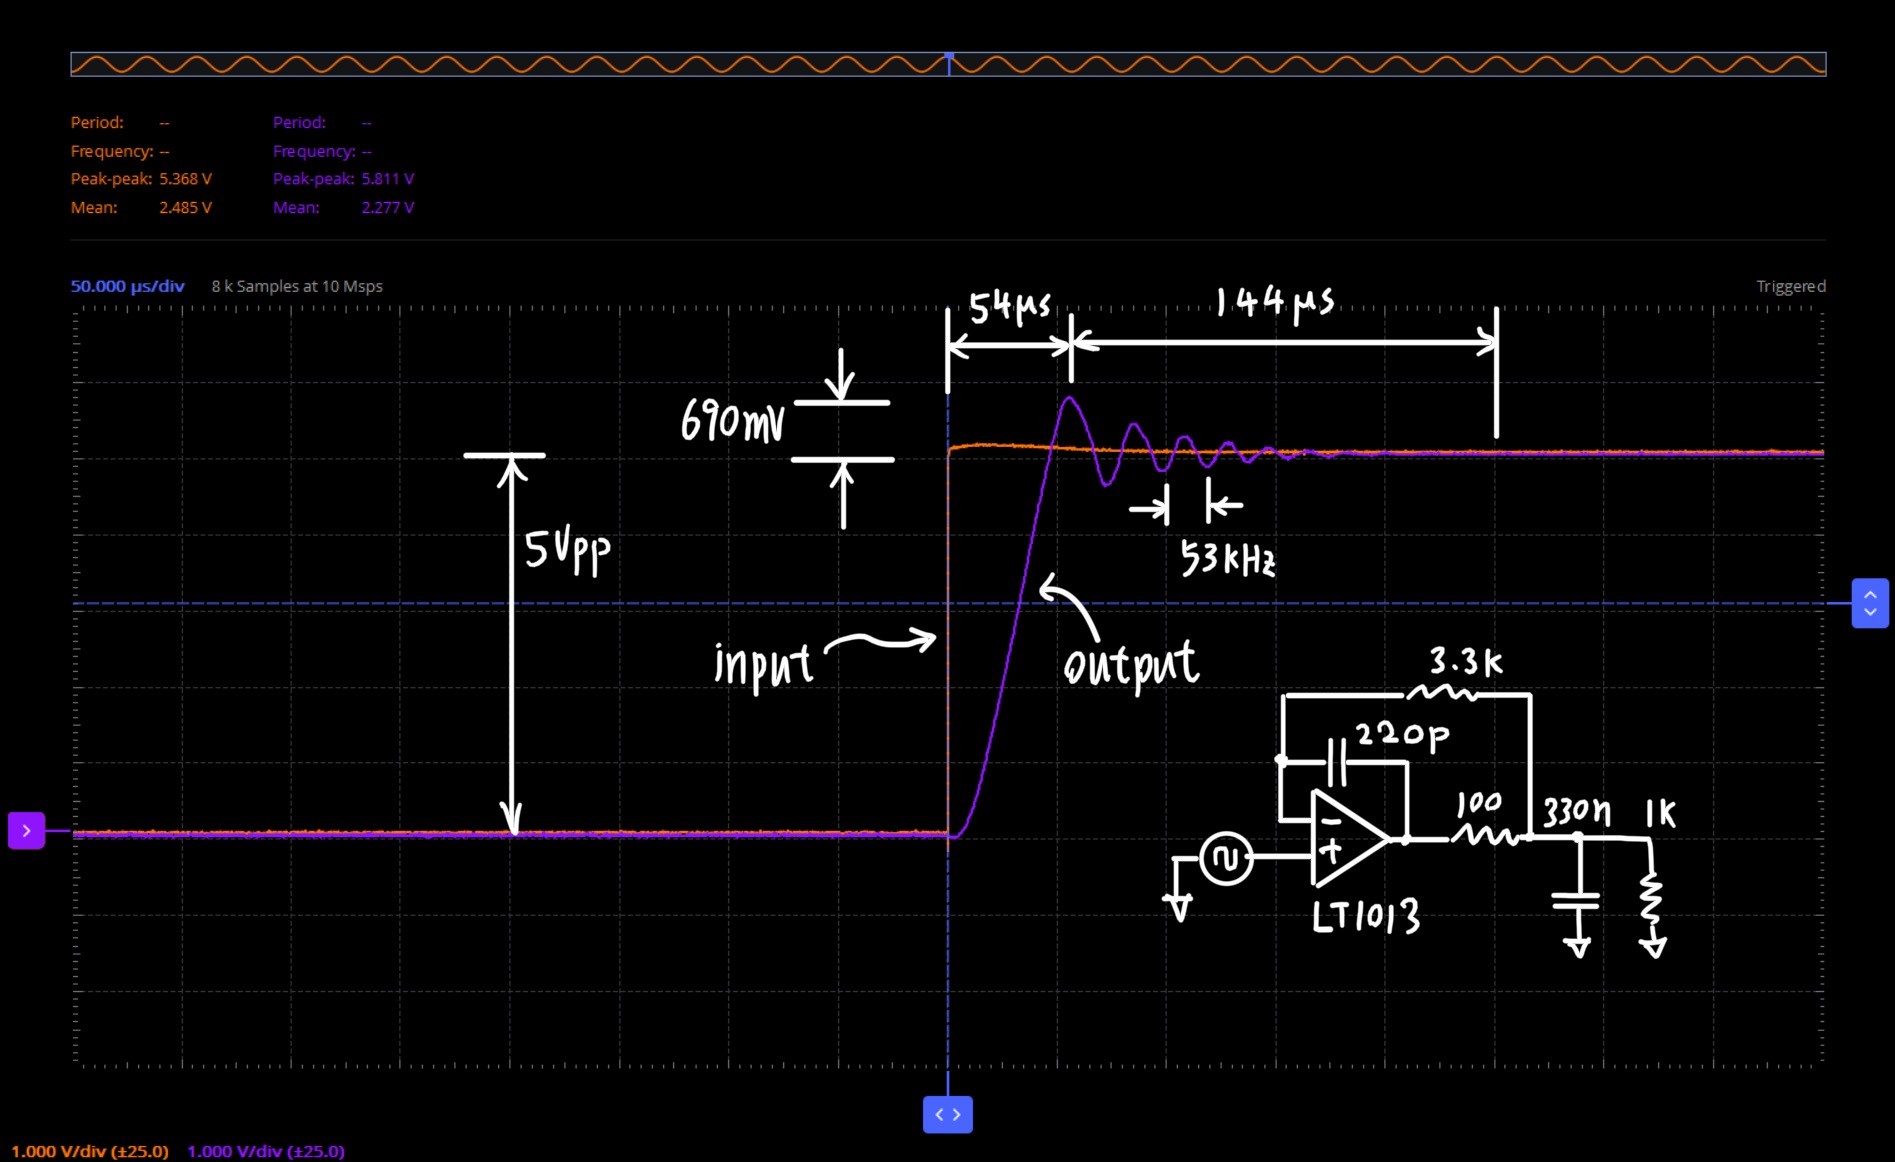 Period: --
Frequency: --
Peak-peak: 5.368 V
Mean: 2.485 V
Period: --
Frequency: --
Peak-peak: 5.811 V
Mean: 2.277 V
50.000 µs/div 8 k Samples at 10 Msps
Triggered
54µs
144µs
690mV
5Vpp
53kHz
input
output
3.3k
220p
100
330n
1K
LT1013
1.000 V/div (±25.0) 1.000 V/div (±25.0)